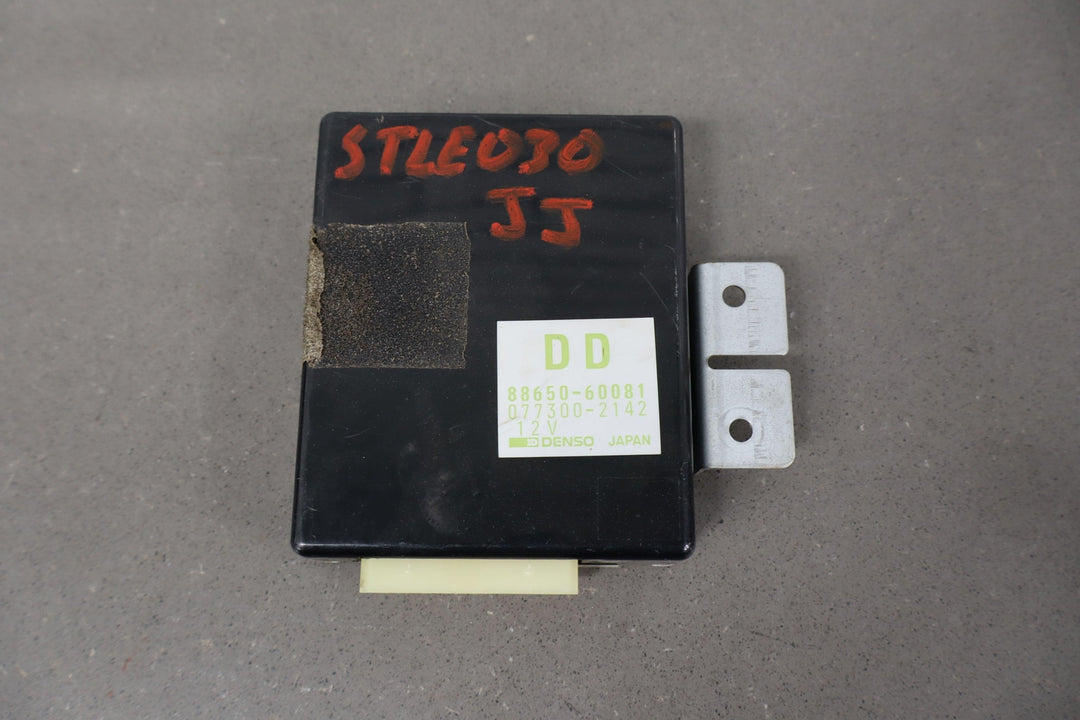 STLE030
JJ
DD
88650-60081
077300-2142
12V
DENSO JAPAN